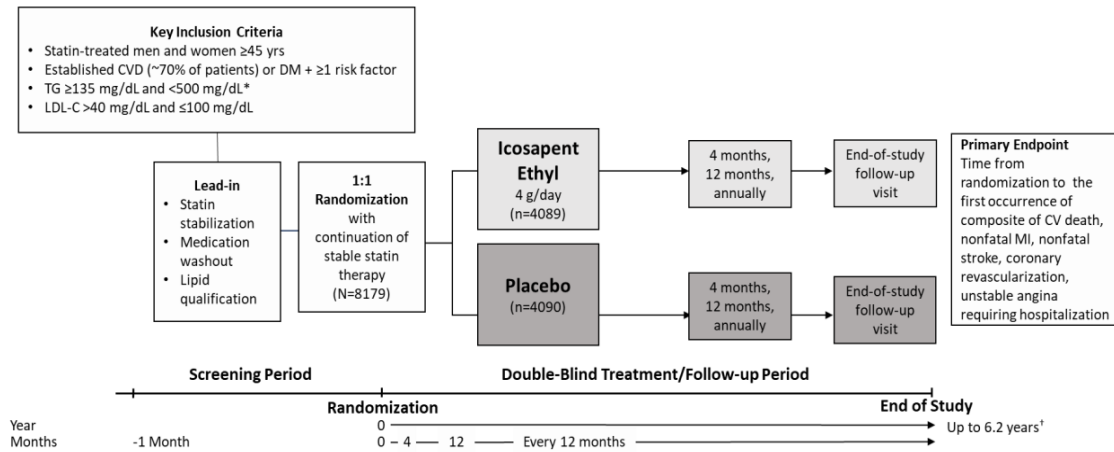 Key Inclusion Criteria
• Statin-treated men and women ≥45 yrs
• Established CVD (~70% of patients) or DM + ≥1 risk factor
• TG ≥135 mg/dL and <500 mg/dL*
• LDL-C >40 mg/dL and ≤100 mg/dL
Lead-in
• Statin
stabilization
• Medication
washout
• Lipid
qualification
1:1
Randomization
with
continuation of
stable statin
therapy
(N=8179)
Icosapent
Ethyl
4 g/day
(n=4089)
4 months,
12 months,
annually
End-of-study
follow-up
visit
Placebo
(n=4090)
4 months,
12 months,
annually
End-of-study
follow-up
visit
Primary Endpoint
Time from
randomization to the
first occurrence of
composite of CV death,
nonfatal MI, nonfatal
stroke, coronary
revascularization,
unstable angina
requiring hospitalization
Screening Period
Double-Blind Treatment/Follow-up Period
Randomization
End of Study
Year 0 Up to 6.2 years†
Months -1 Month 0 4 12 Every 12 months